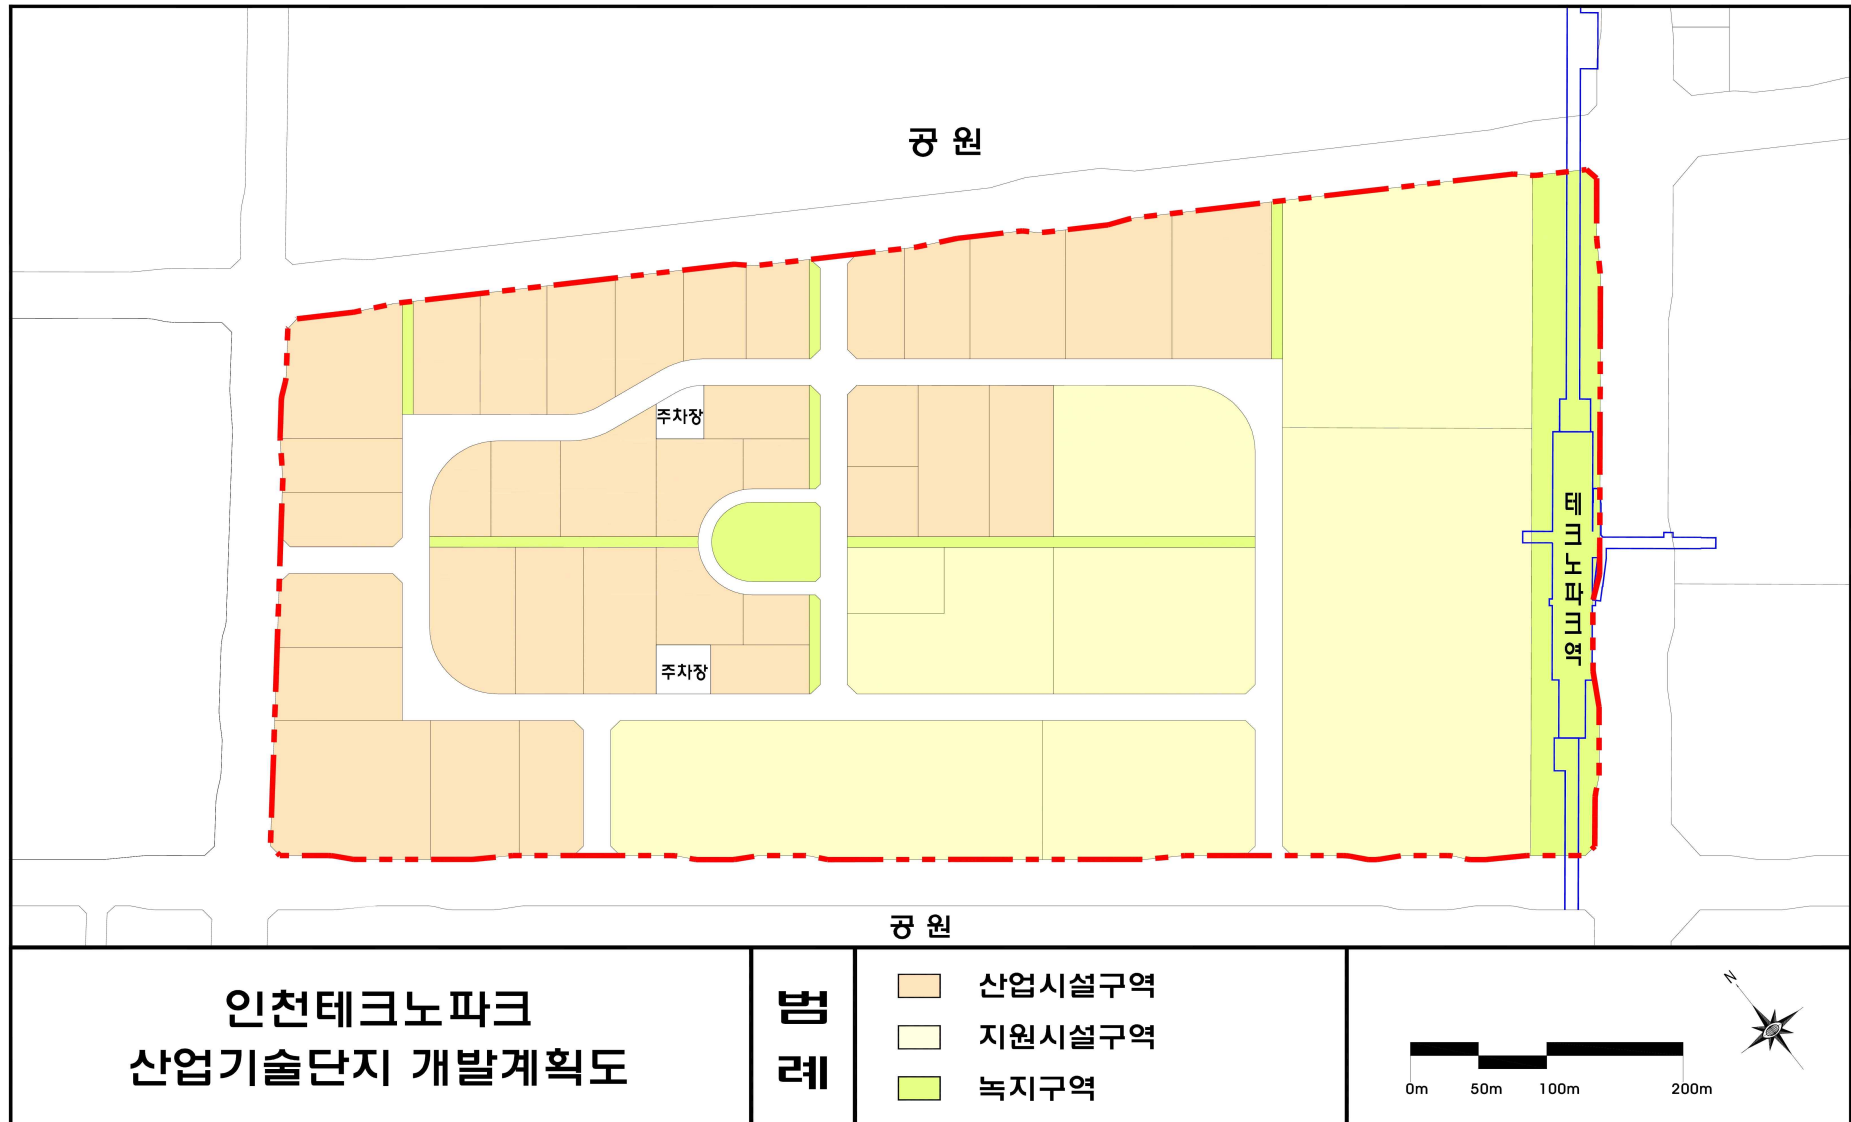 공 원
주차장
테크노파크역
주차장
공 원
인천테크노파크
산업기술단지 개발계획도
범
례
산업시설구역
지원시설구역
녹지구역
N
0m 50m 100m 200m